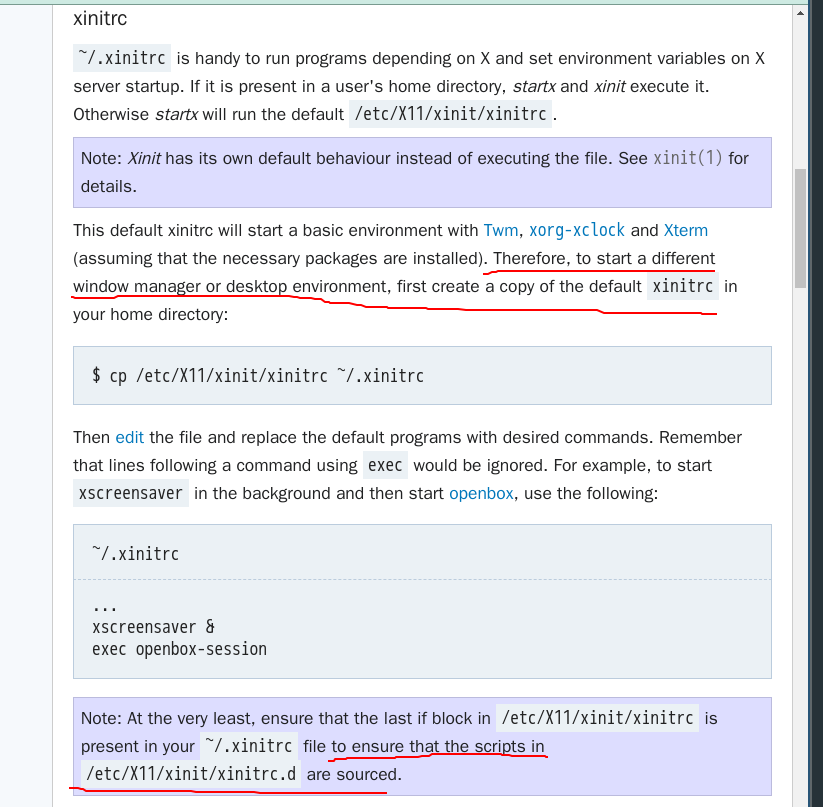 xinitrc
~/.xinitrc is handy to run programs depending on X and set environment variables on X
server startup. If it is present in a user's home directory, startx and xinit execute it.
Otherwise startx will run the default /etc/X11/xinit/xinitrc.
Note: Xinit has its own default behaviour instead of executing the file. See xinit(1) for
details.
This default xinitrc will start a basic environment with Twm, xorg-xclock and Xterm
(assuming that the necessary packages are installed). Therefore, to start a different
window manager or desktop environment, first create a copy of the default xinitrc in
your home directory:
$ cp /etc/X11/xinit/xinitrc ~/.xinitrc
Then edit the file and replace the default programs with desired commands. Remember
that lines following a command using exec would be ignored. For example, to start
xscreensaver in the background and then start openbox, use the following:
~/.xinitrc
...
xscreensaver &
exec openbox-session
Note: At the very least, ensure that the last if block in /etc/X11/xinit/xinitrc is
present in your ~/.xinitrc file to ensure that the scripts in
/etc/X11/xinit/xinitrc.d are sourced.